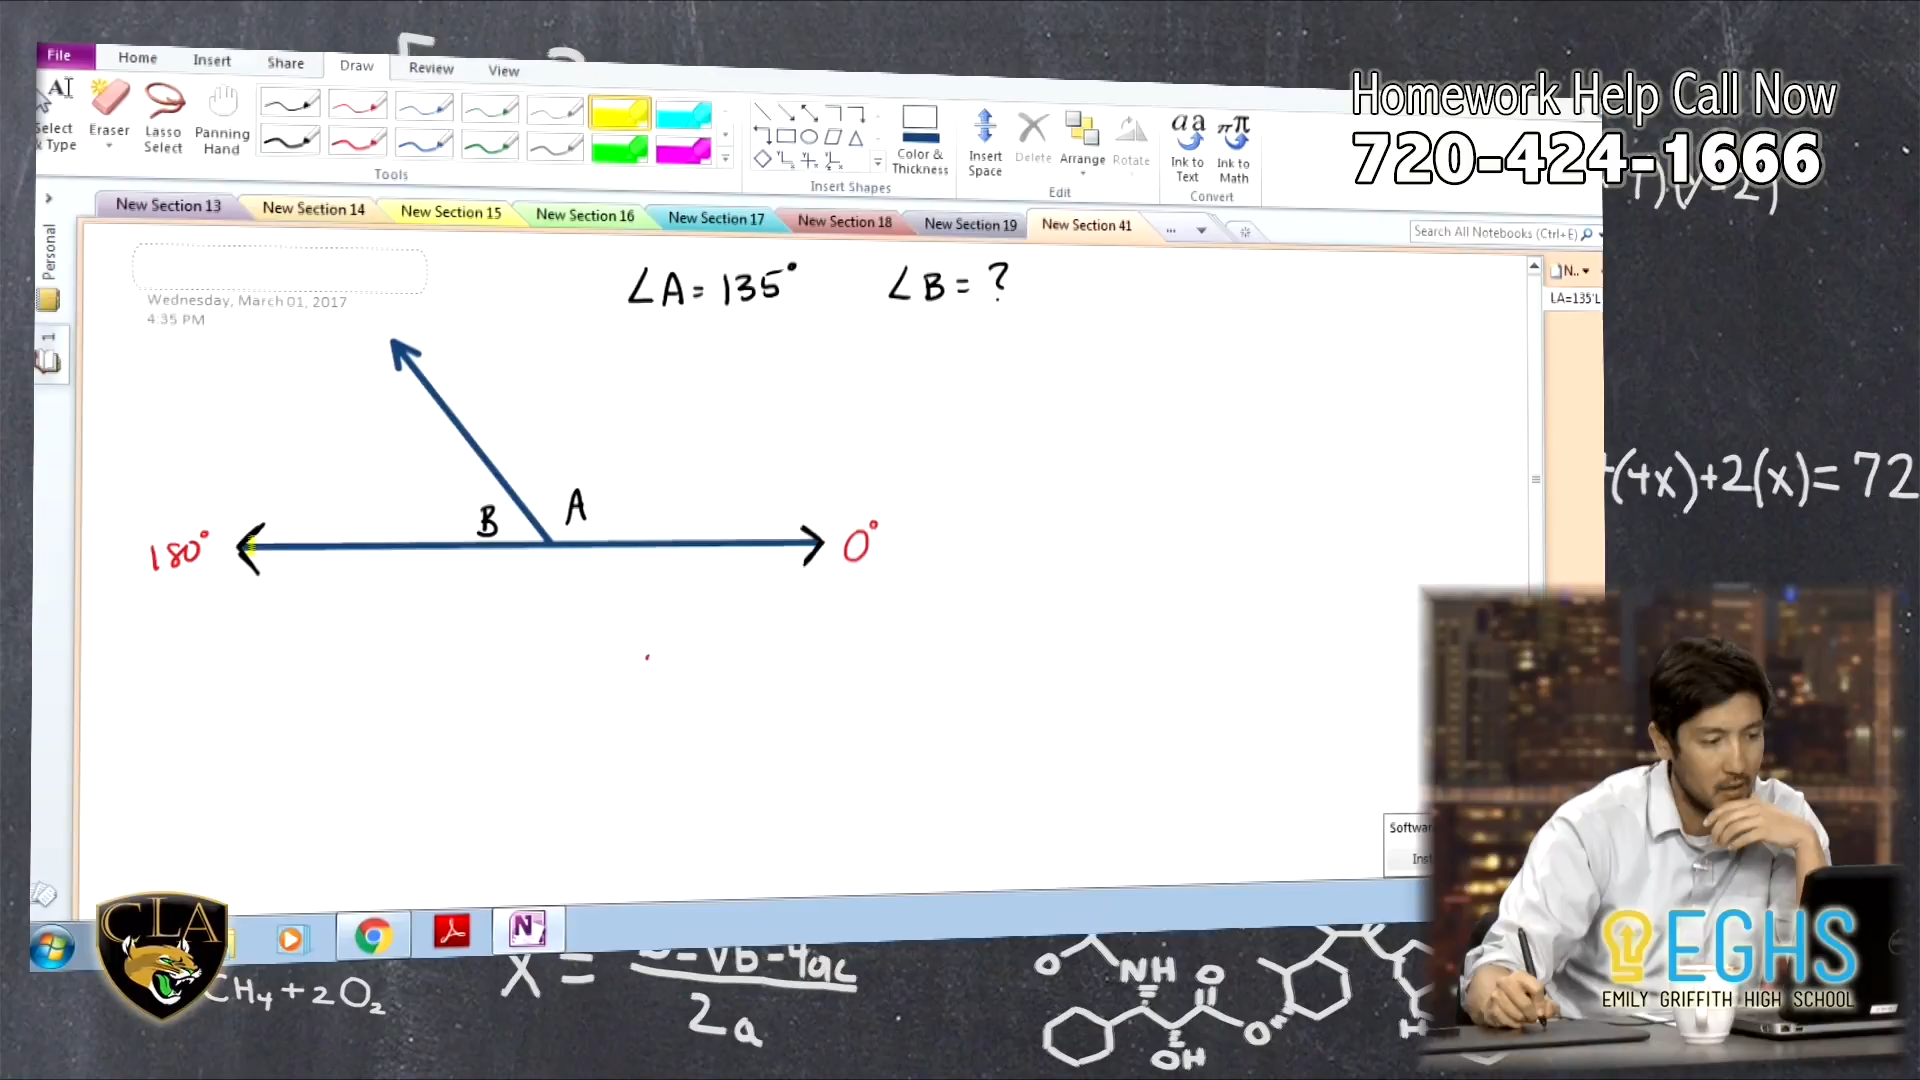 Homework Help Call Now
720-424-1666
File Home Insert Share Draw Review View
Select & Type
Eraser
Lasso Select
Panning Hand
Tools
Color & Thickness
Insert Shapes
Insert Space
Delete
Arrange
Rotate
Edit
Ink to Text
Ink to Math
Convert
New Section 13 New Section 14 New Section 15 New Section 16 New Section 17 New Section 18 New Section 19 New Section 41 ...
Search All Notebooks (Ctrl+E)
Personal
N..
LA=135'L
Wednesday, March 01, 2017
4:35 PM
∠A = 135° ∠B = ?
B A
180° 0°
(4x)+2(x)= 72
Softwar
Inst
CLA
CH4 + 2O2
X =
2a
O NH O
O
OH
H
EGHS
EMILY GRIFFITH HIGH SCHOOL